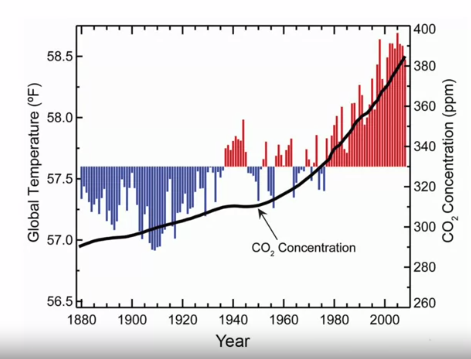 Global Temperature (ºF)
58.5
58.0
57.5
57.0
56.5
400
380
360
340
320
300
280
260
CO2 Concentration (ppm)
CO2 Concentration
1880 1900 1920 1940 1960 1980 2000
Year